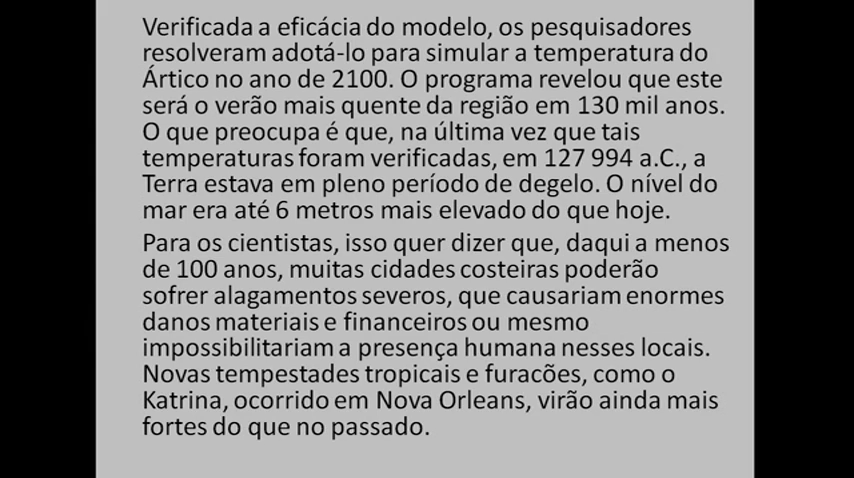 Verificada a eficácia do modelo, os pesquisadores
resolveram adotá-lo para simular a temperatura do
Ártico no ano de 2100. O programa revelou que este
será o verão mais quente da região em 130 mil anos.
O que preocupa é que, na última vez que tais
temperaturas foram verificadas, em 127 994 a.C., a
Terra estava em pleno período de degelo. O nível do
mar era até 6 metros mais elevado do que hoje.
Para os cientistas, isso quer dizer que, daqui a menos
de 100 anos, muitas cidades costeiras poderão
sofrer alagamentos severos, que causariam enormes
danos materiais e financeiros ou mesmo
impossibilitariam a presença humana nesses locais.
Novas tempestades tropicais e furacões, como o
Katrina, ocorrido em Nova Orleans, virão ainda mais
fortes do que no passado.